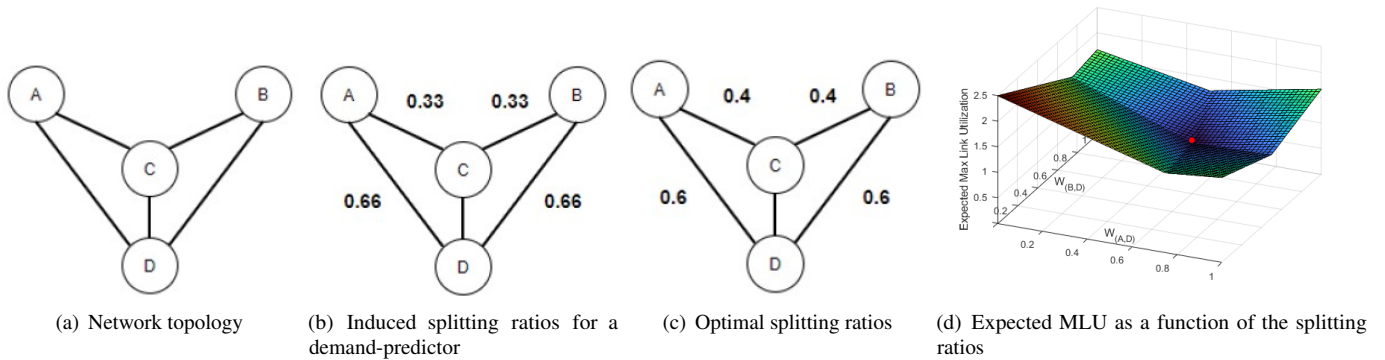 A
B
C
D
A
0.33
0.33
B
C
0.66
0.66
D
A
0.4
0.4
B
C
0.6
0.6
D
Expected Max Link Utilization
2.5
2
1.5
1
0.5
W(B,D)
1
0.8
0.6
0.4
0.2
W(A,D)
0.2
0.4
0.6
0.8
1
(a) Network topology
(b) Induced splitting ratios for a
demand-predictor
(c) Optimal splitting ratios
(d) Expected MLU as a function of the splitting
ratios